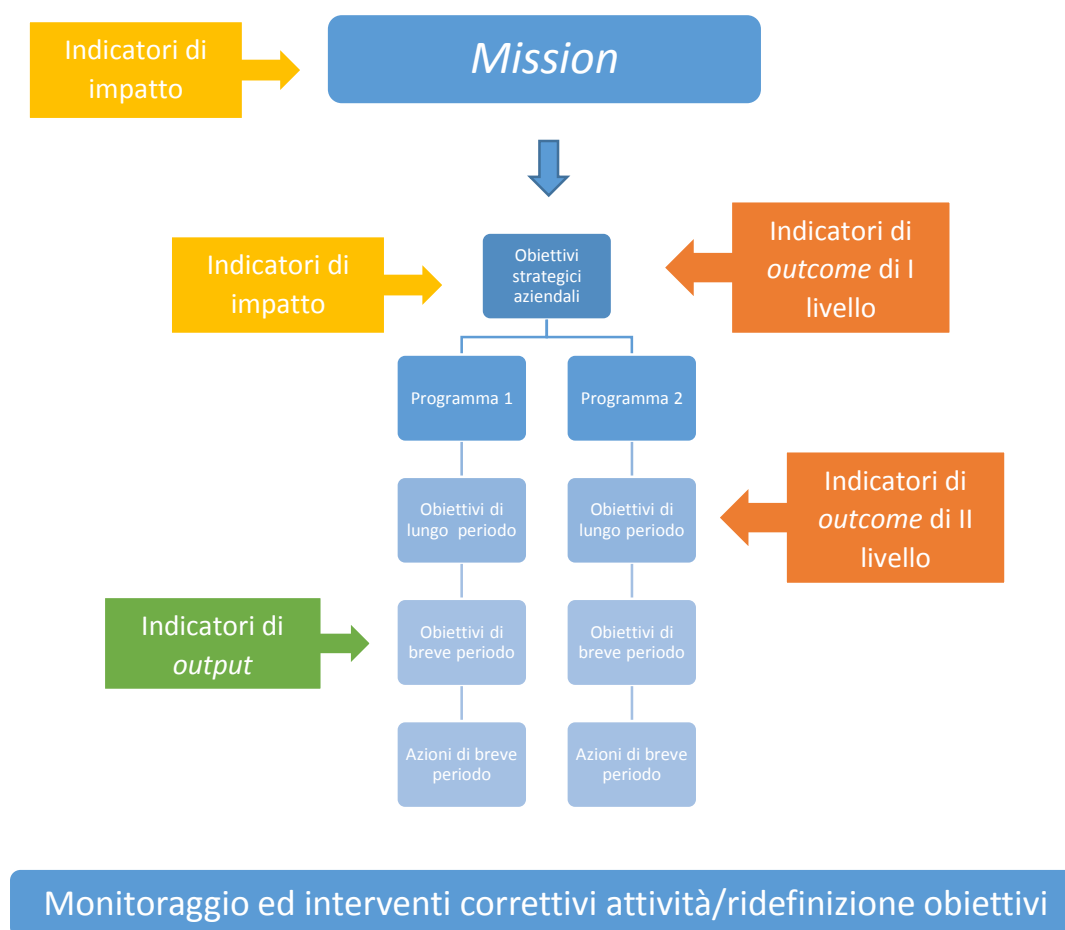 Indicatori di
impatto
Mission
Indicatori di
impatto
Obiettivi
strategici
aziendali
Indicatori di
outcome di I
livello
Programma 1
Programma 2
Obiettivi di
lungo periodo
Obiettivi di
lungo periodo
Indicatori di
outcome di II
livello
Indicatori di
output
Obiettivi di
breve periodo
Obiettivi di
breve periodo
Azioni di breve
periodo
Azioni di breve
periodo
Monitoraggio ed interventi correttivi attività/ridefinizione obiettivi